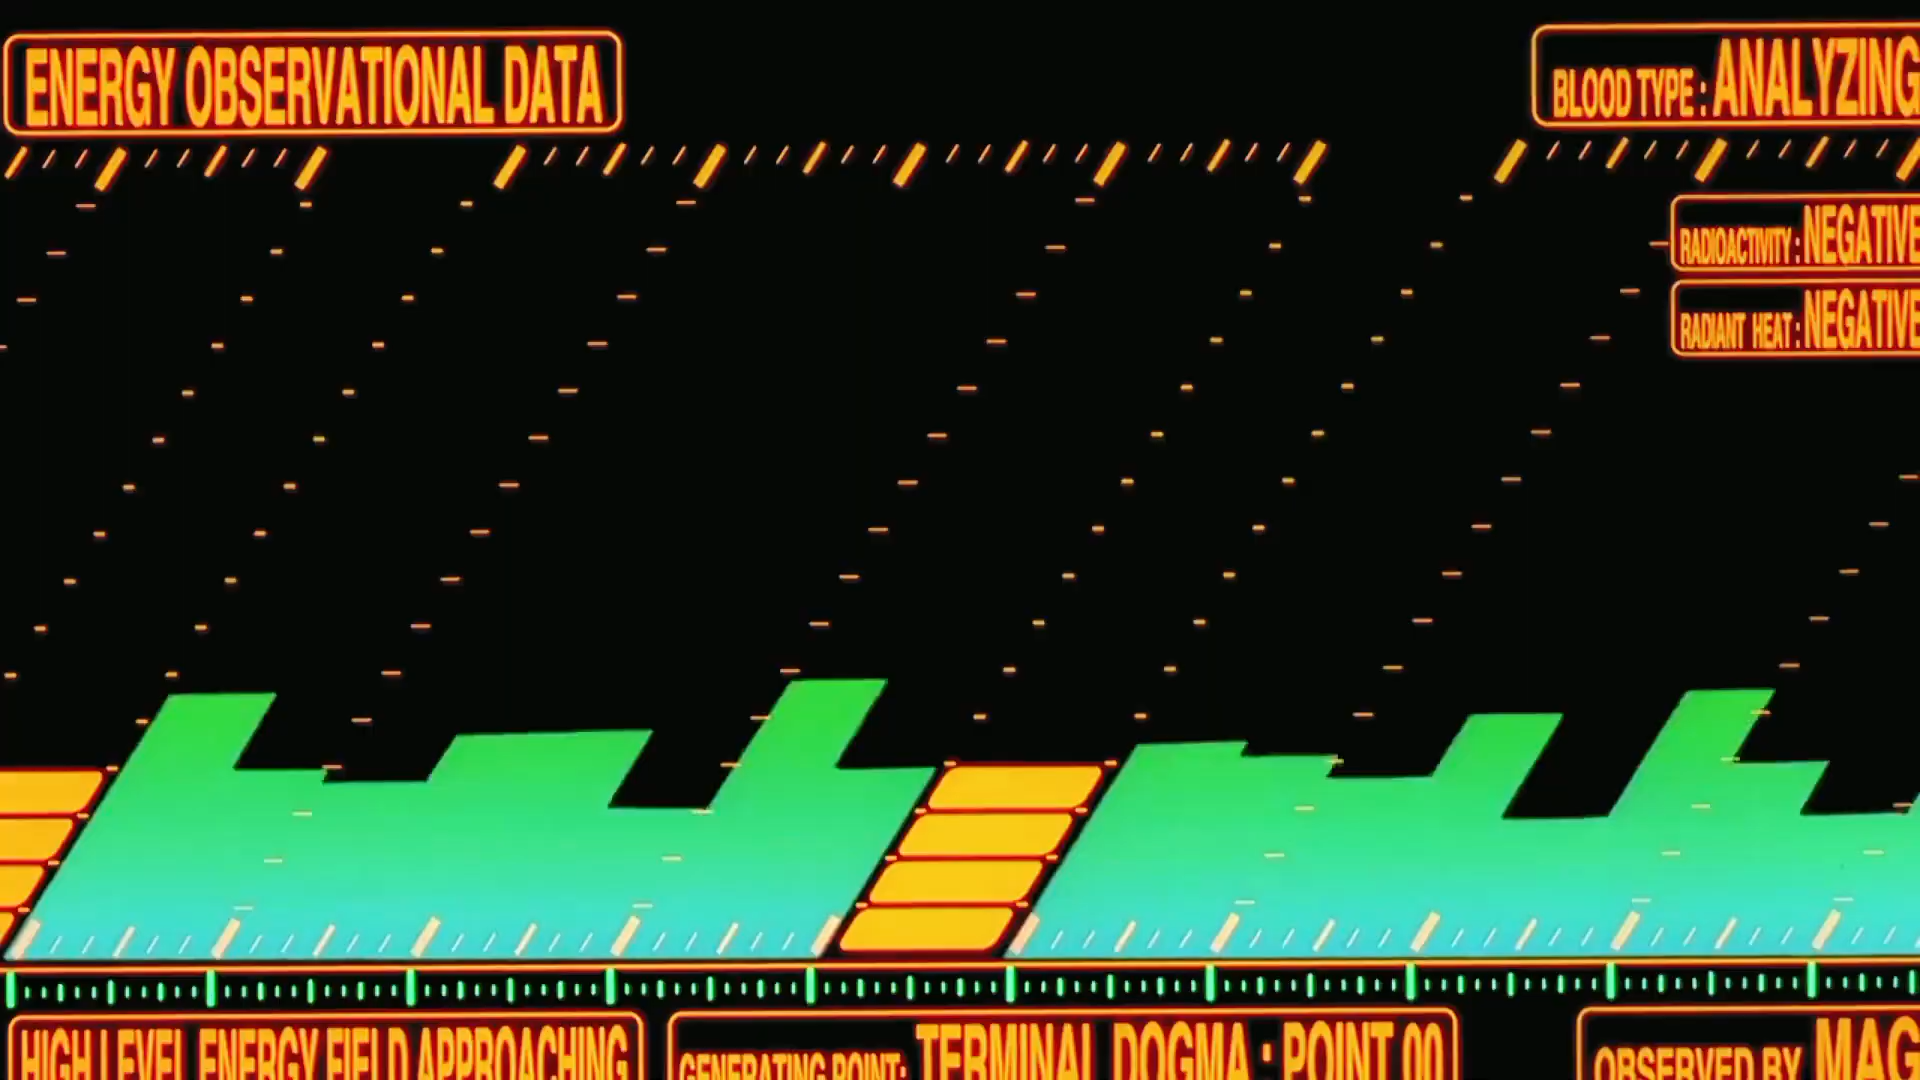 ENERGY OBSERVATIONAL DATA
BLOOD TYPE : ANALYZING
RADIOACTIVITY : NEGATIVE
RADIANT HEAT : NEGATIVE
HIGH LEVEL ENERGY FIELD APPROACHING
GENERATING POINT: TERMINAL DOGMA : POINT 00
OBSERVED BY MAG